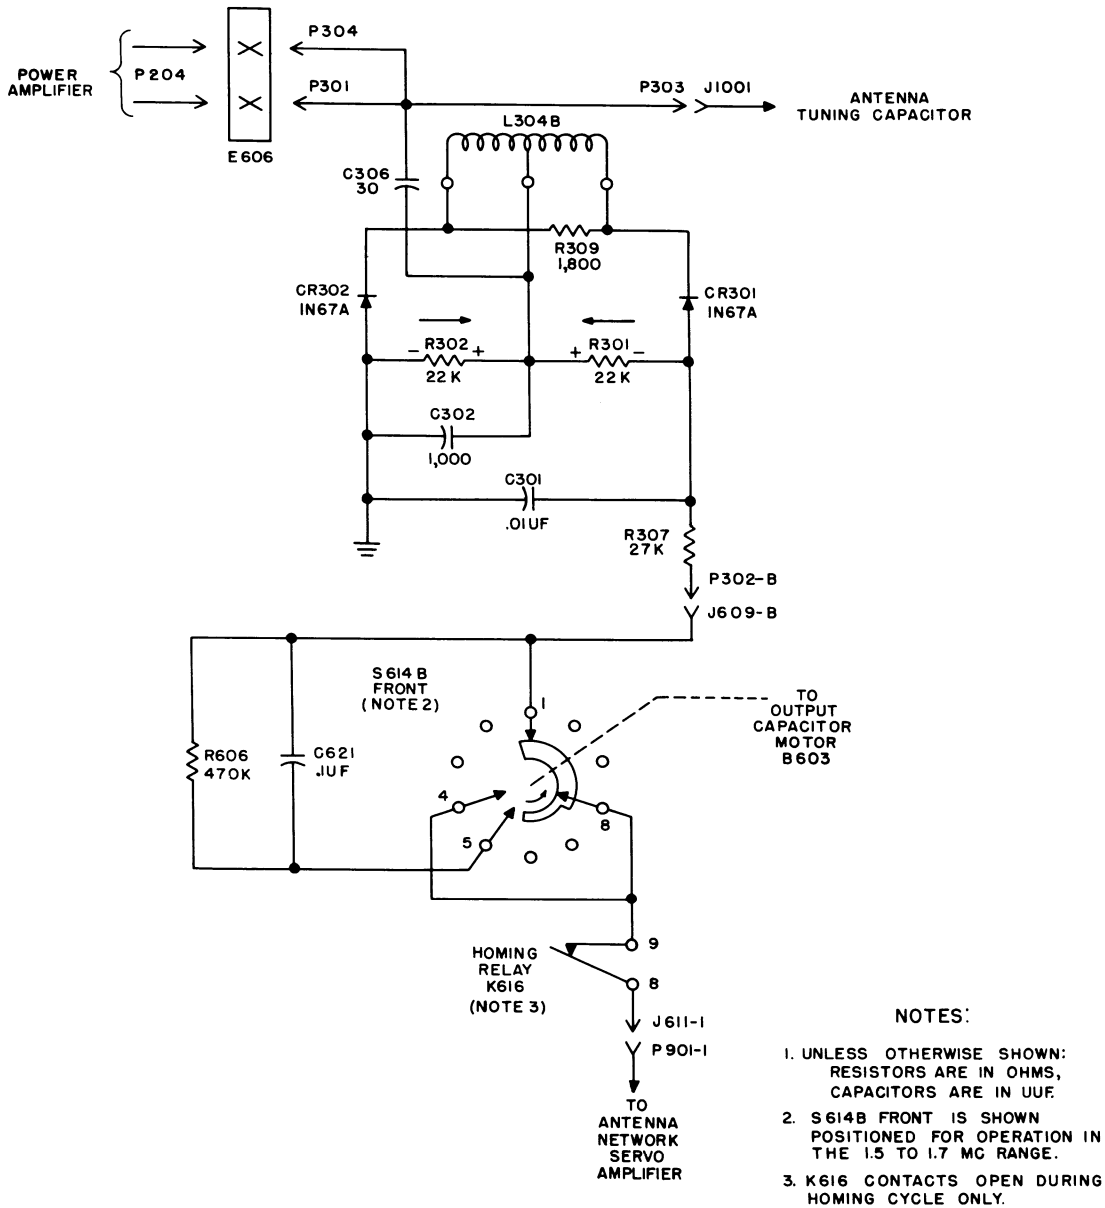 P304
POWER
AMPLIFIER
P204
P301
P303 J1001
ANTENNA
TUNING CAPACITOR
E606
L304B
C306
30
R309
1,800
CR302
1N67A
CR301
1N67A
- R302 +
22K
+ R301 -
22K
C302
1,000
C301
.01UF
R307
27K
P302-B
J609-B
S614B
FRONT
(NOTE 2)
1
TO
OUTPUT
CAPACITOR
MOTOR
B603
R606
470K
C621
.1UF
4
8
5
9
HOMING
RELAY
K616
(NOTE 3)
8
J611-1
P901-1
TO
ANTENNA
NETWORK
SERVO
AMPLIFIER
NOTES:
1. UNLESS OTHERWISE SHOWN:
RESISTORS ARE IN OHMS,
CAPACITORS ARE IN UUF.
2. S614B FRONT IS SHOWN
POSITIONED FOR OPERATION IN
THE 1.5 TO 1.7 MC RANGE.
3. K616 CONTACTS OPEN DURING
HOMING CYCLE ONLY.